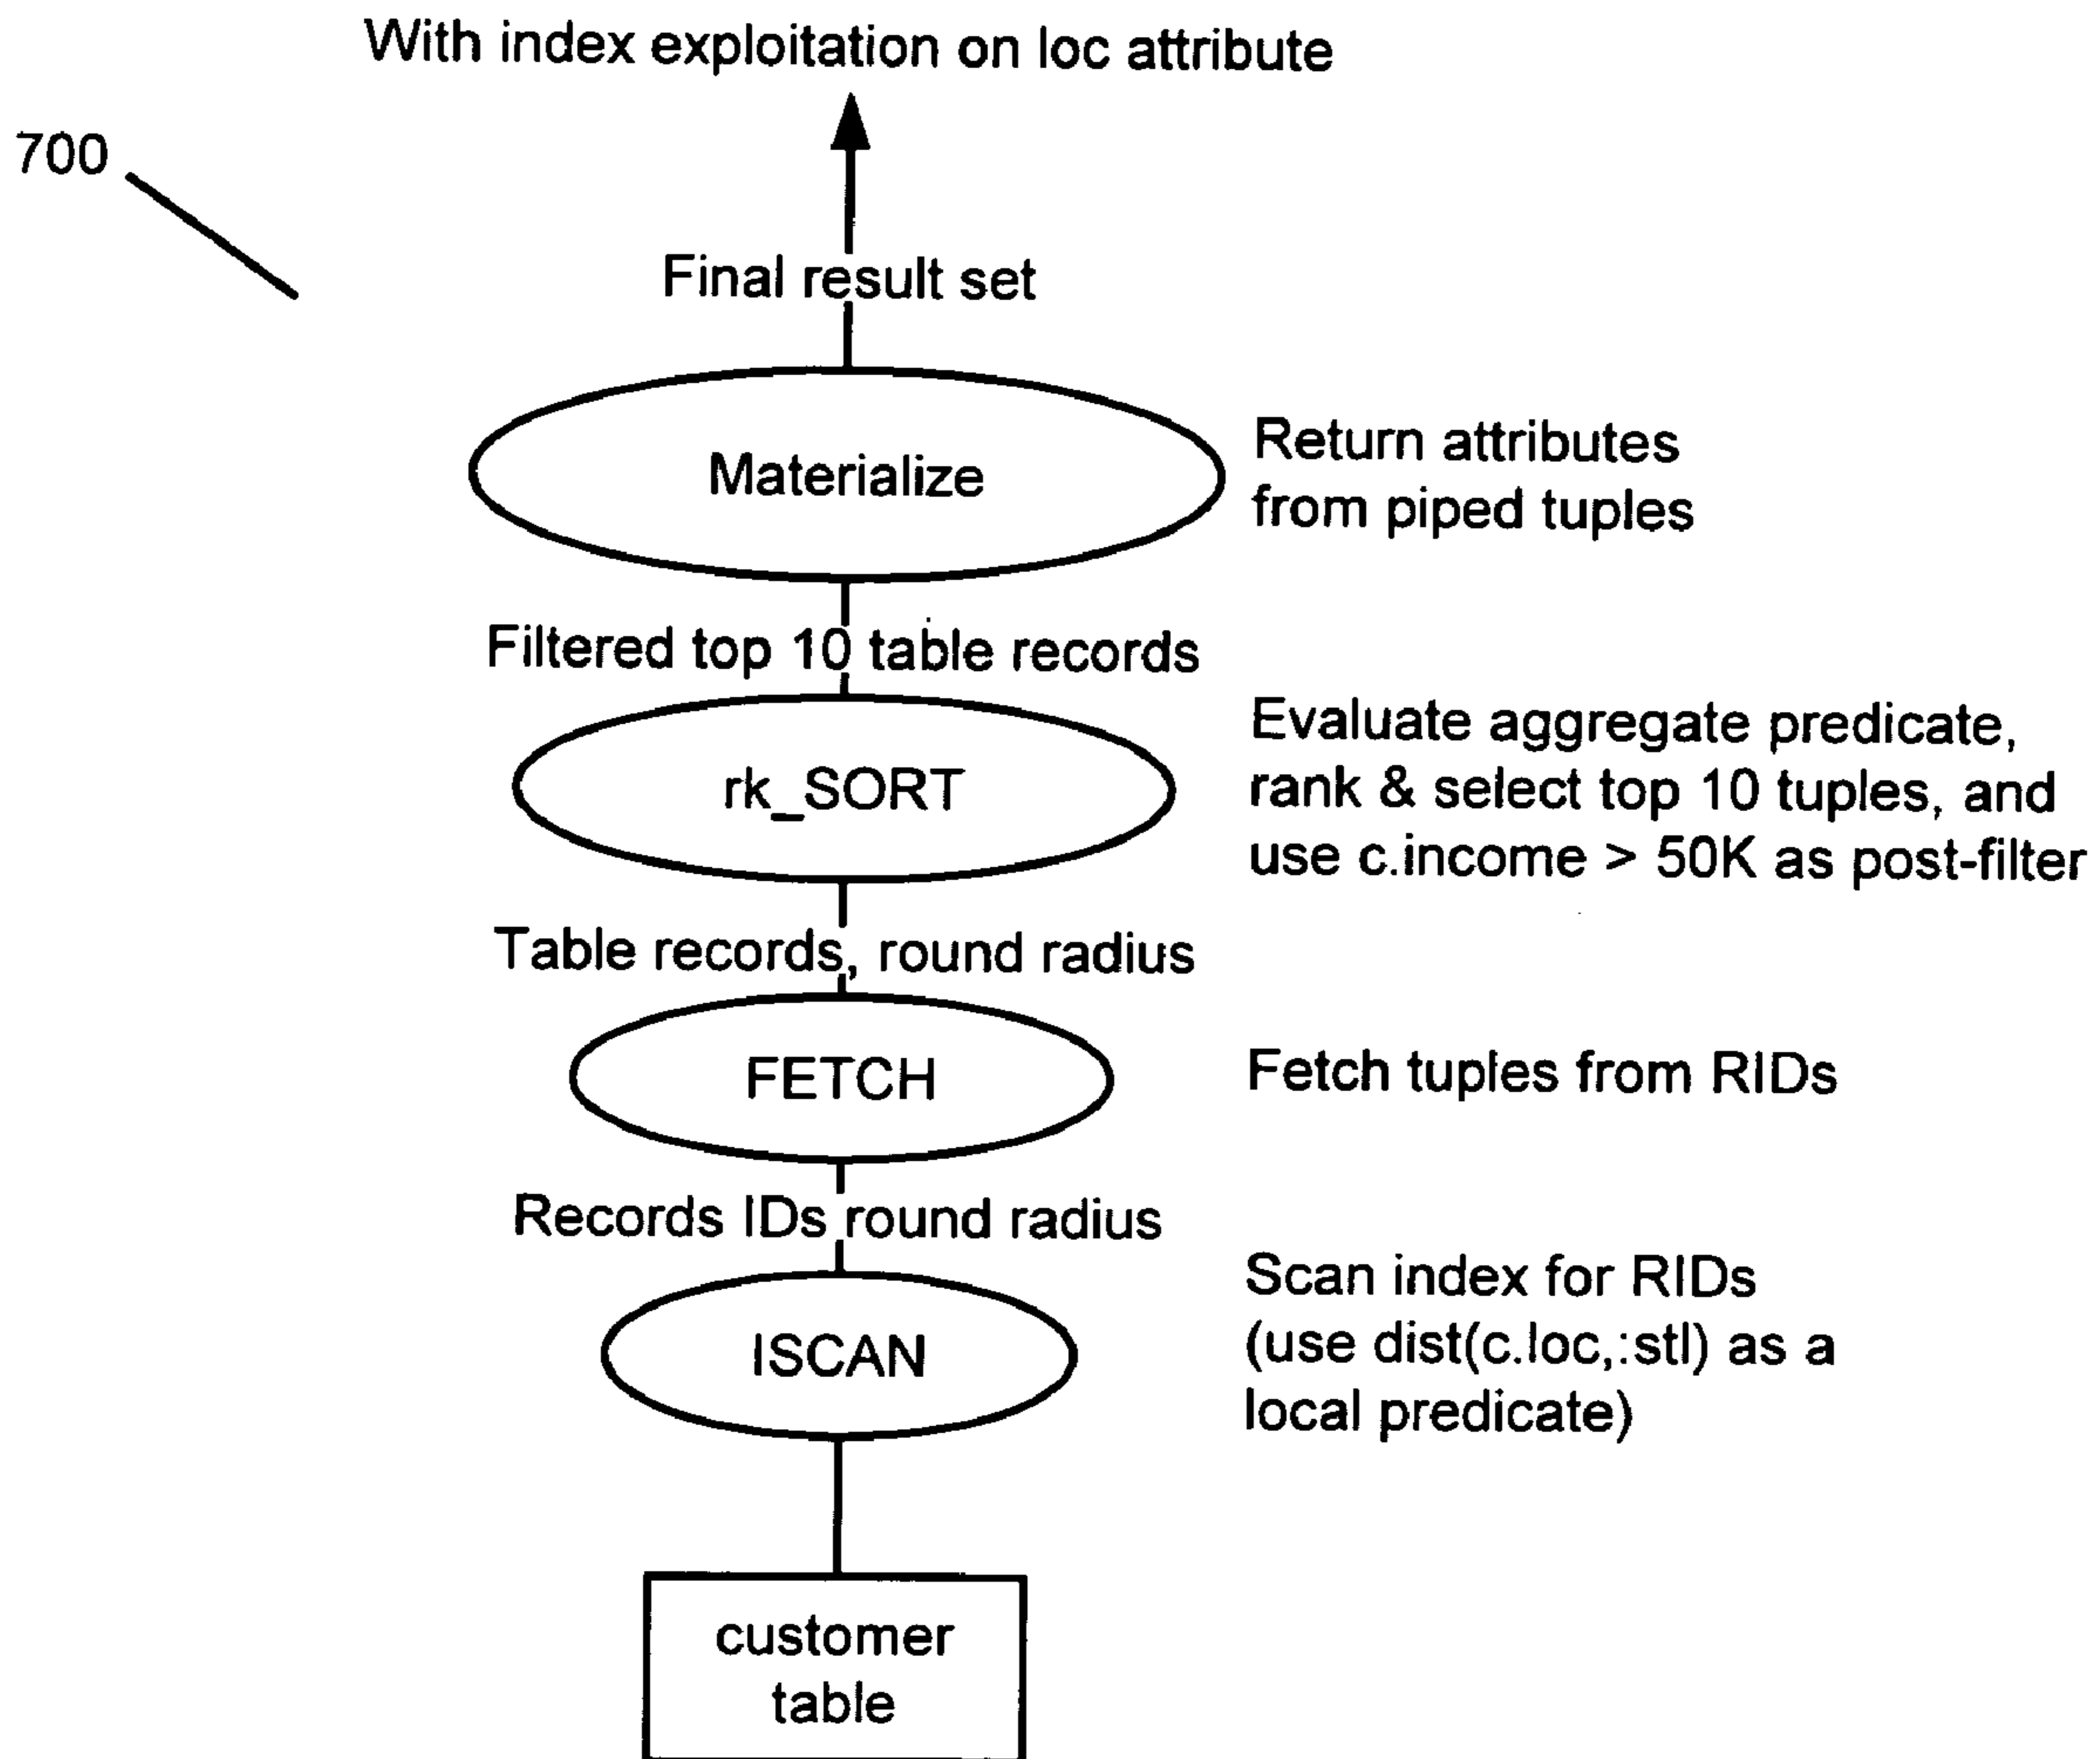 With index exploitation on loc attribute
700
Final result set
Materialize
Return attributes
from piped tuples
Filtered top 10 table records
rk_SORT
Evaluate aggregate predicate,
rank & select top 10 tuples, and
use c.income > 50K as post-filter
Table records, round radius
FETCH
Fetch tuples from RIDs
Records IDs round radius
ISCAN
Scan index for RIDs
(use dist(c.loc,:stl) as a
local predicate)
customer
table